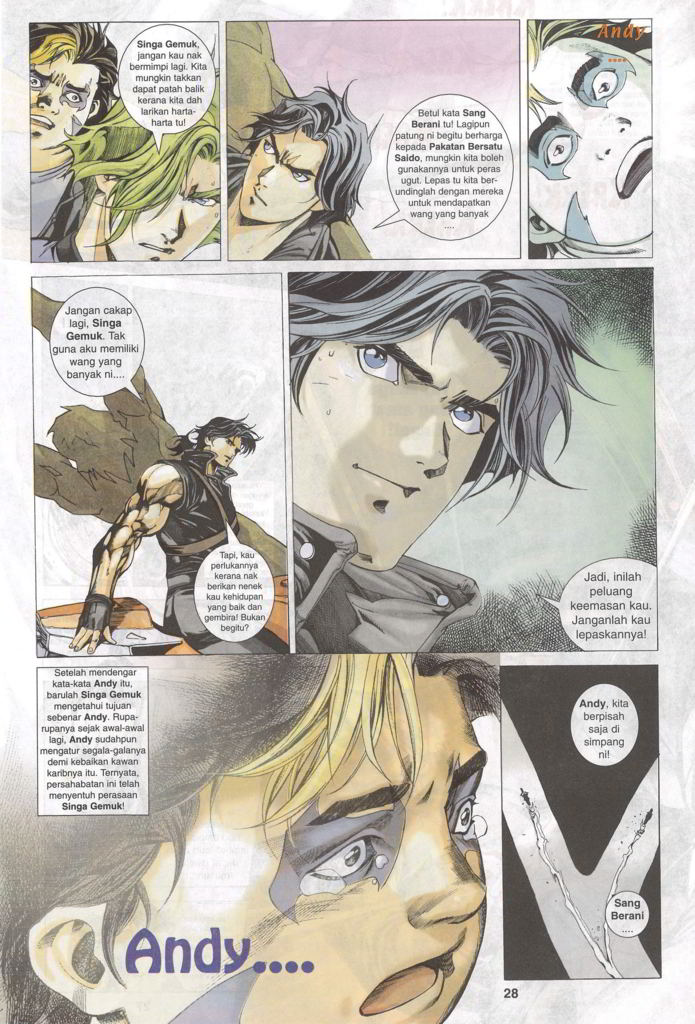 Singa Gemuk,
jangan kau nak
bermimpi lagi. Kita
mungkin takkan
dapat patah balik
kerana kita dah
larikan harta-
harta tu!
Betul kata Sang
Berani tu! Lagipun
patung ni begitu berharga
kepada Pakatan Bersatu
Saido, mungkin kita boleh
gunakannya untuk peras
ugut. Lepas tu kita ber-
undinglah dengan mereka
untuk mendapatkan
wang yang banyak
....
Andy
....
Jangan cakap
lagi, Singa
Gemuk. Tak
guna aku memiliki
wang yang
banyak ni....
Tapi, kau
perlukannya
kerana nak
berikan nenek
kau kehidupan
yang baik dan
gembira! Bukan
begitu?
Jadi, inilah
peluang
keemasan kau.
Janganlah kau
lepaskannya!
Setelah mendengar
kata-kata Andy itu,
barulah Singa Gemuk
mengetahui tujuan
sebenar Andy. Rupa-
rupanya sejak awal-awal
lagi, Andy sudahpun
mengatur segala-galanya
demi kebaikan kawan
karibnya itu. Ternyata,
persahabatan ini telah
menyentuh perasaan
Singa Gemuk!
Andy....
Andy, kita
berpisah
saja di
simpang
ni!
Sang
Berani
....
28